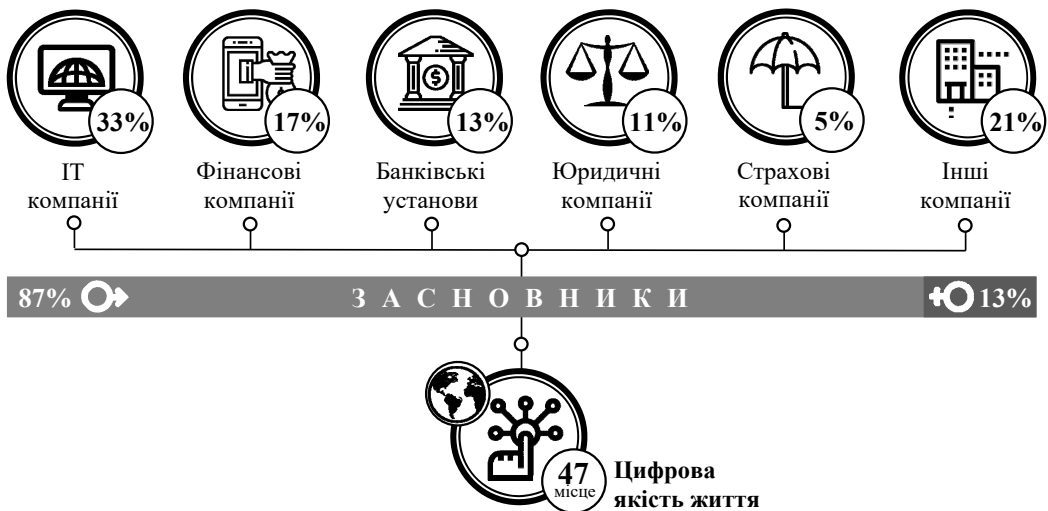 33%
17%
13%
11%
5%
21%
ІТ
компанії
Фінансові
компанії
Банківські
установи
Юридичні
компанії
Страхові
компанії
Інші
компанії
87%
ЗАСНОВНИКИ
13%
47
місце
Цифрова
якість життя